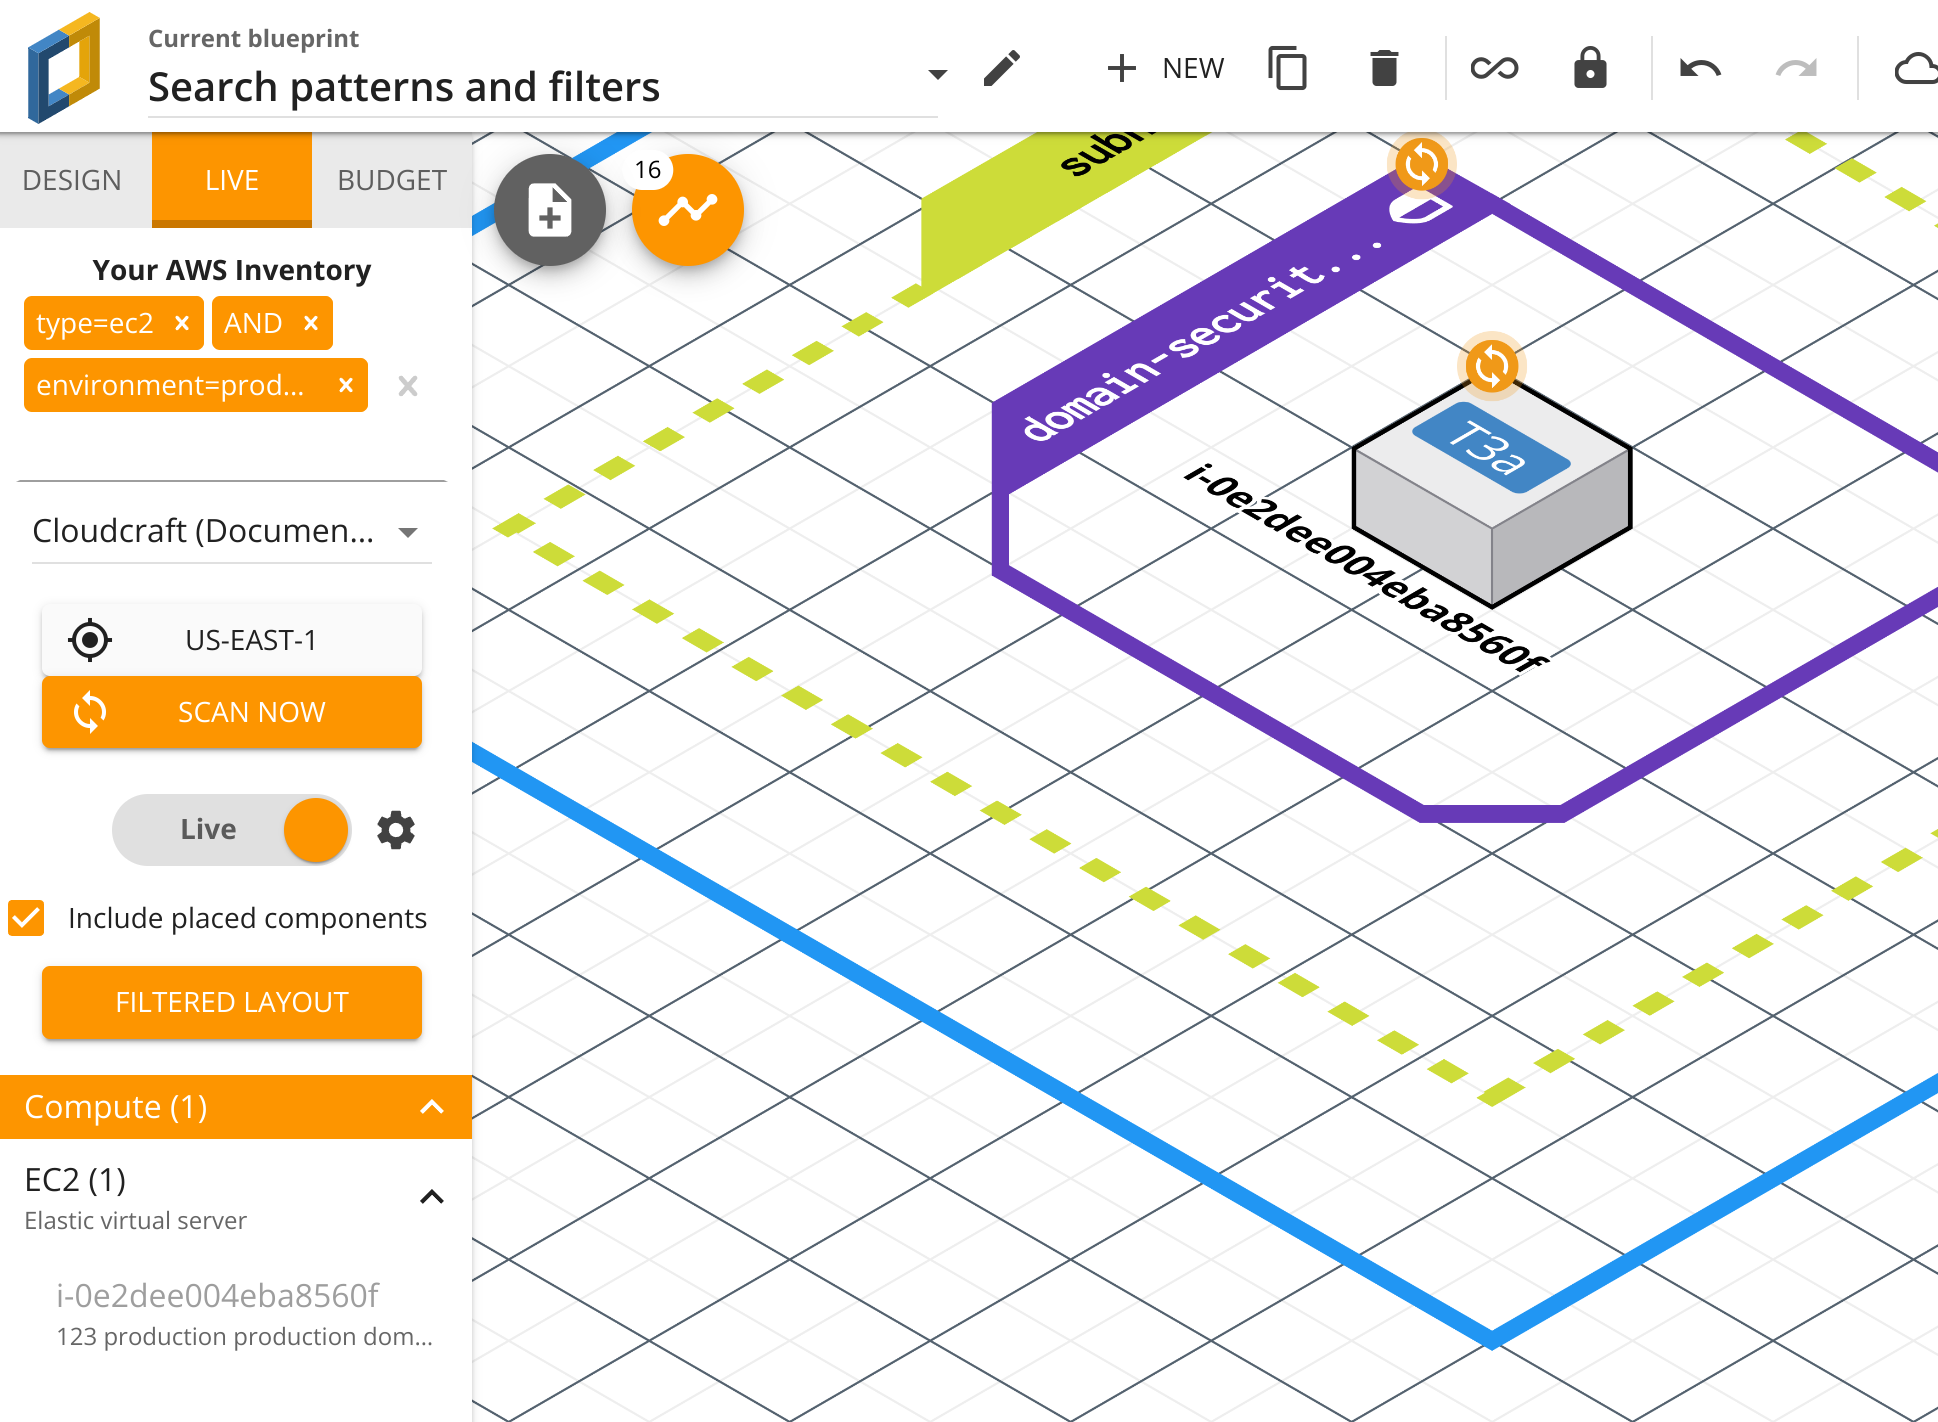 Current blueprint
Search patterns and filters
NEW
DESIGN
LIVE
BUDGET
16
Your AWS Inventory
type=ec2 x
AND x
environment=prod... x
Cloudcraft (Documen...
US-EAST-1
SCAN NOW
Live
Include placed components
FILTERED LAYOUT
Compute (1)
EC2 (1)
Elastic virtual server
i-0e2dee004eba8560f
123 production production dom...
domain-securit...
T3a
i-0e2dee004eba8560f